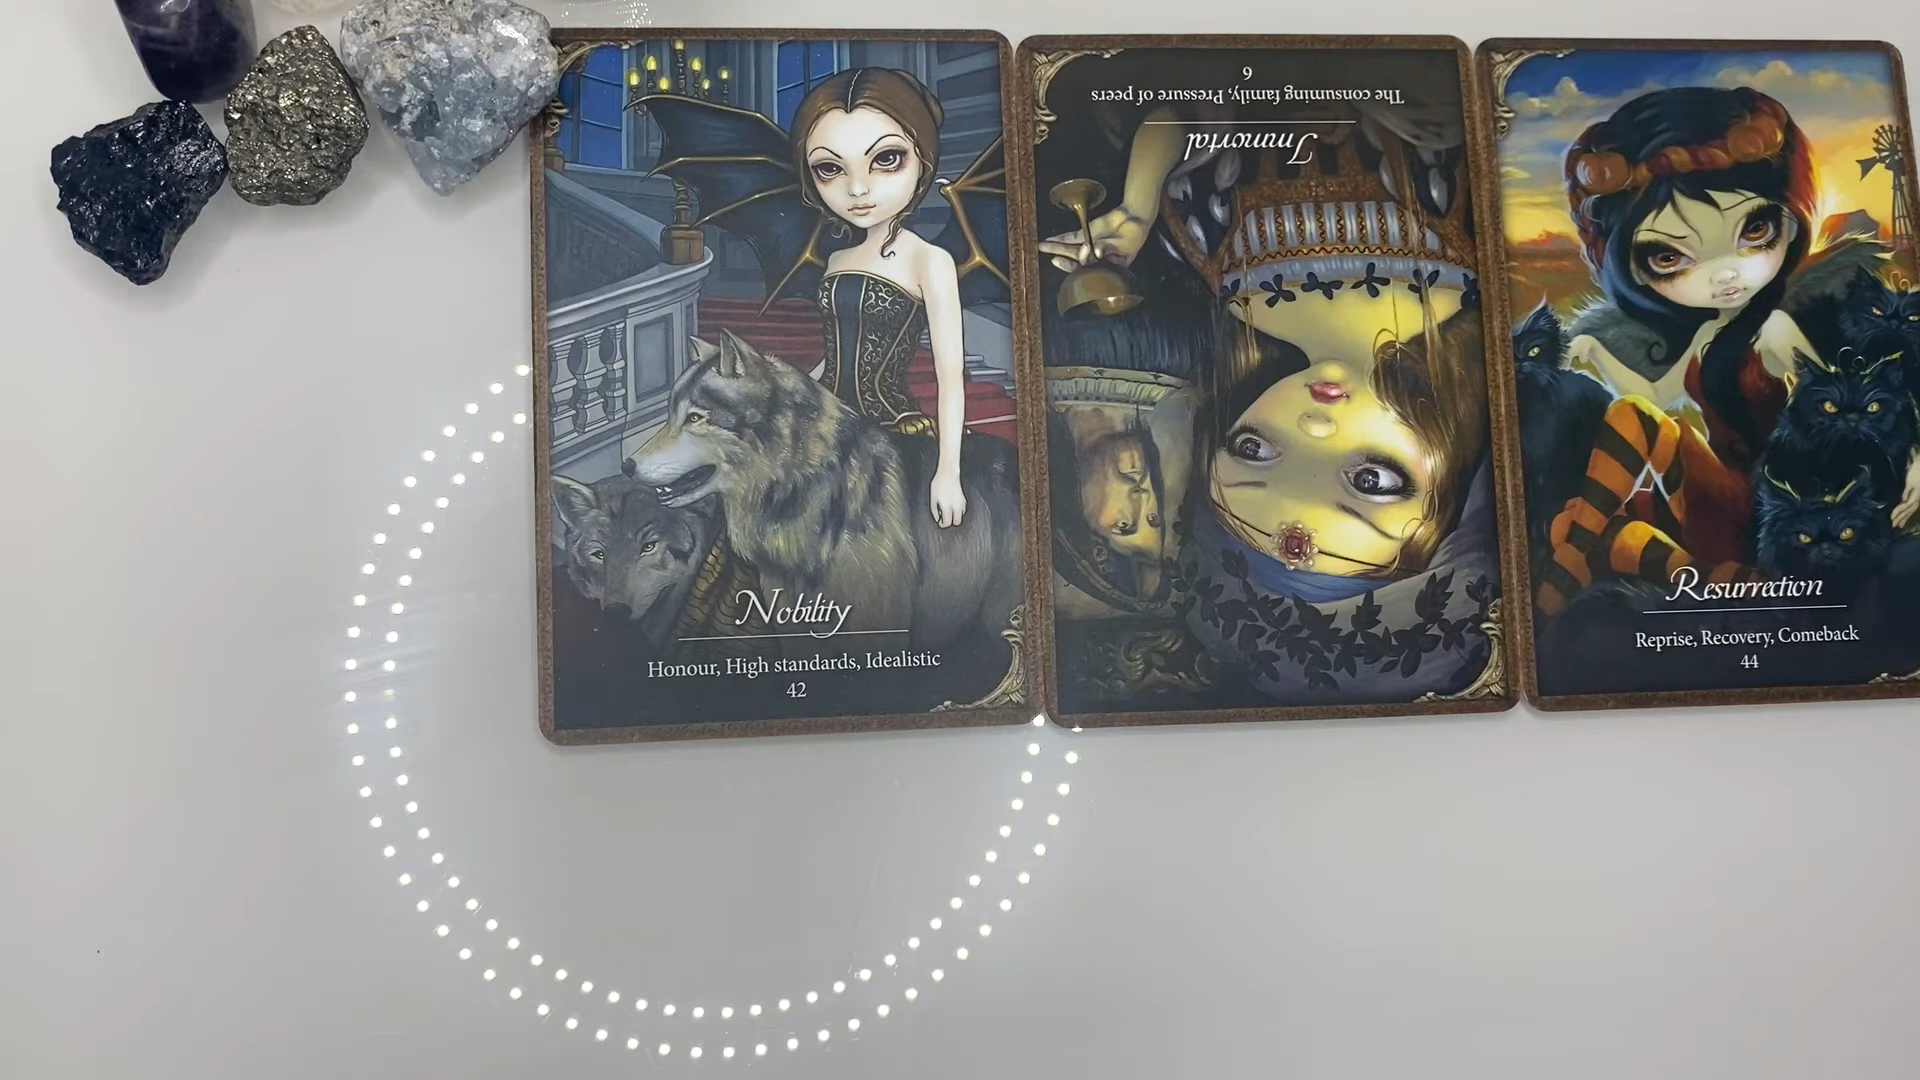 Nobility
Honour, High standards, Idealistic
42
Immortal
The consuming family, Pressure of peers
6
Resurrection
Reprise, Recovery, Comeback
44